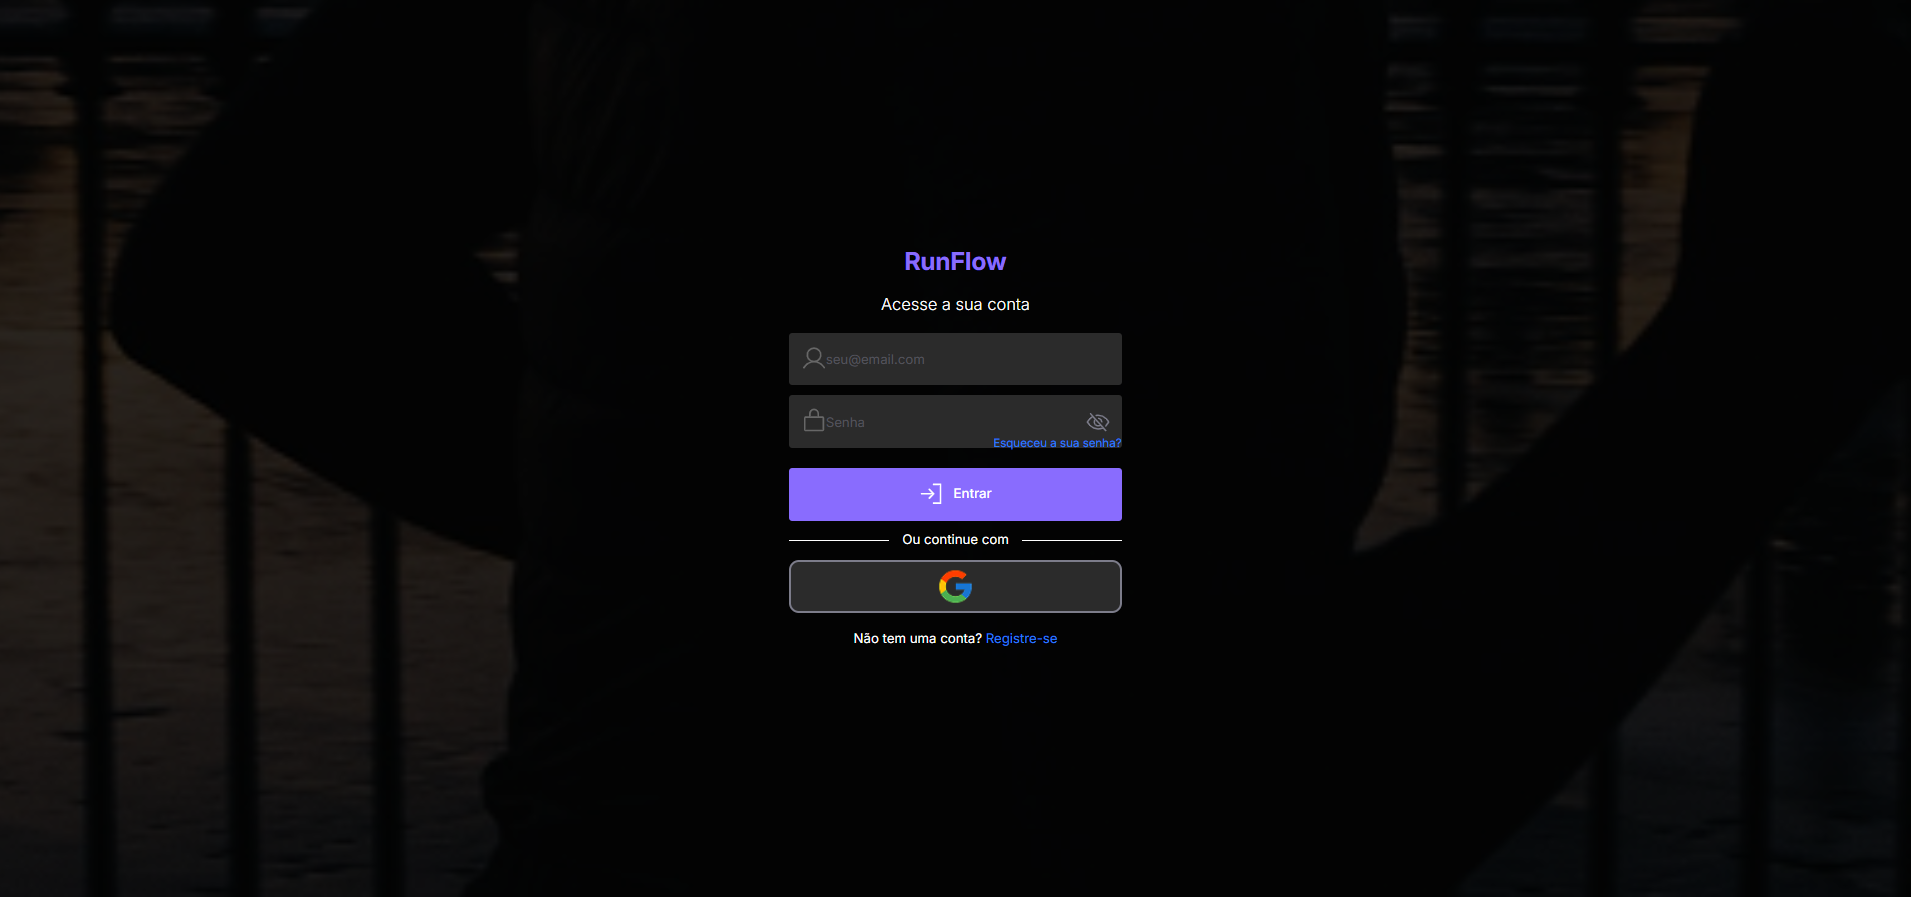 RunFlow
Acesse a sua conta
seu@email.com
Senha
Esqueceu a sua senha?
Entrar
Ou continue com
Não tem uma conta? Registre-se